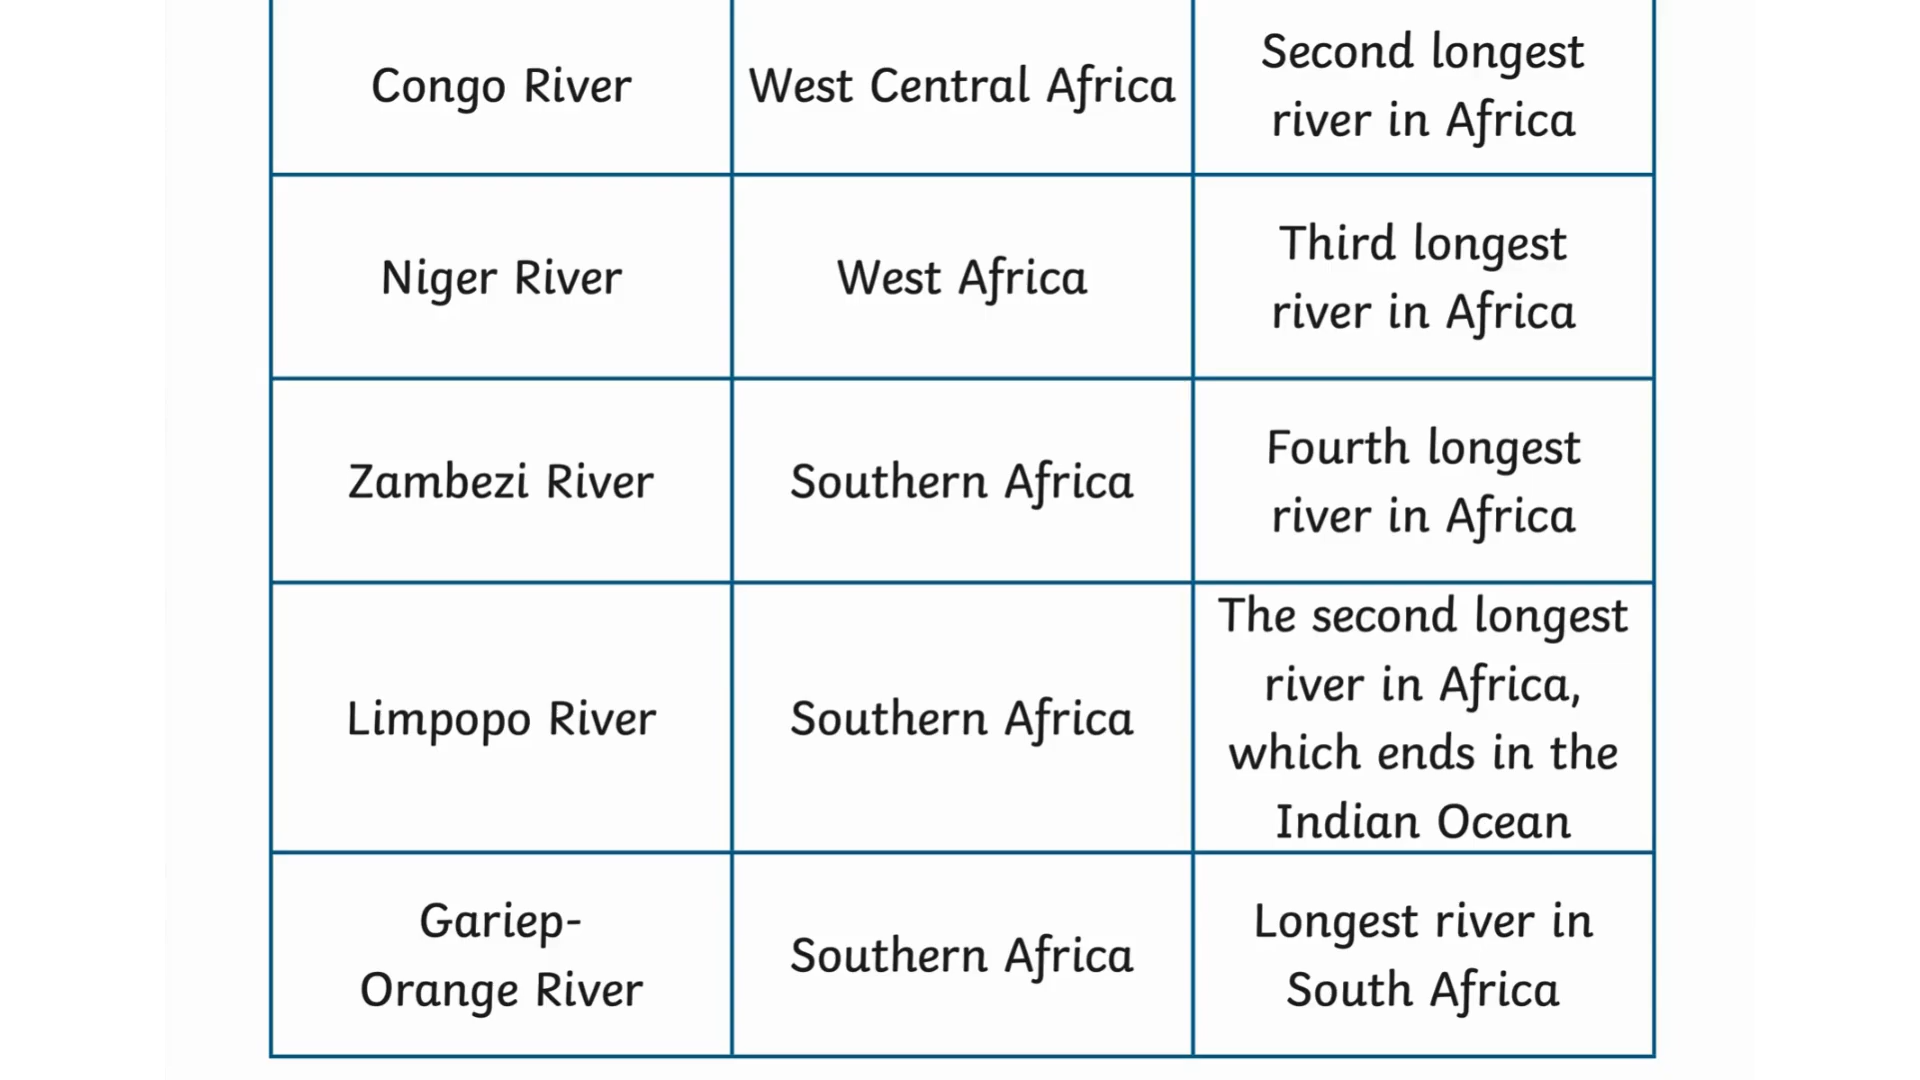 Congo River
West Central Africa
Second longest
river in Africa
Niger River
West Africa
Third longest
river in Africa
Zambezi River
Southern Africa
Fourth longest
river in Africa
Limpopo River
Southern Africa
The second longest
river in Africa,
which ends in the
Indian Ocean
Gariep-
Orange River
Southern Africa
Longest river in
South Africa